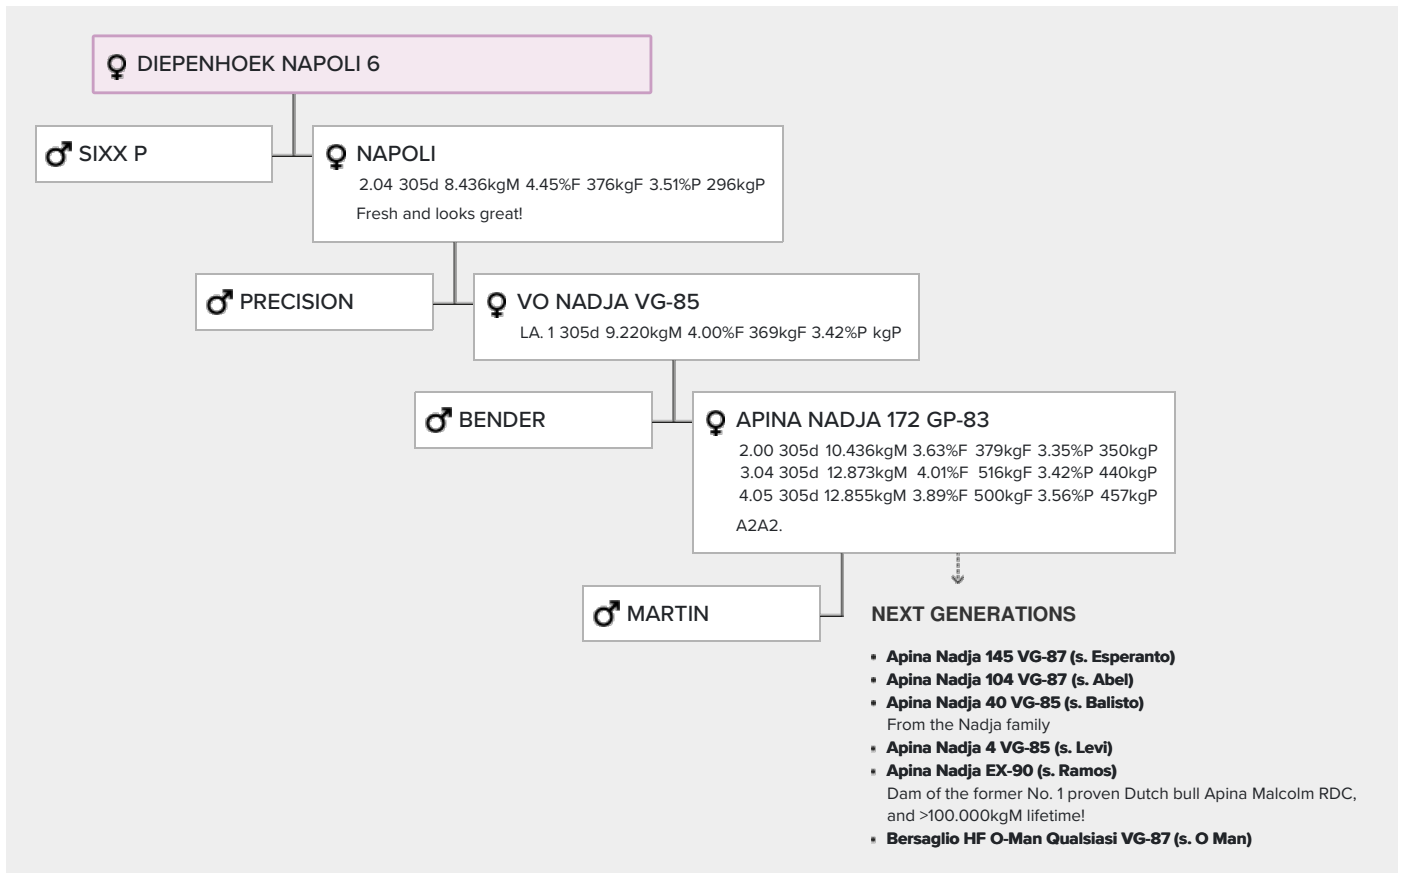 DIEPENHOEK NAPOLI 6
SIXX P
NAPOLI
2.04 305d 8.436kgM 4.45%F 376kgF 3.51%P 296kgP
Fresh and looks great!
PRECISION
VO NADJA VG-85
LA. 1 305d 9.220kgM 4.00%F 369kgF 3.42%P kgP
BENDER
APINA NADJA 172 GP-83
2.00 305d 10.436kgM 3.63%F 379kgF 3.35%P 350kgP
3.04 305d 12.873kgM 4.01%F 516kgF 3.42%P 440kgP
4.05 305d 12.855kgM 3.89%F 500kgF 3.56%P 457kgP
A2A2.
MARTIN
NEXT GENERATIONS
Apina Nadja 145 VG-87 (s. Esperanto)
Apina Nadja 104 VG-87 (s. Abel)
Apina Nadja 40 VG-85 (s. Balisto)
From the Nadja family
Apina Nadja 4 VG-85 (s. Levi)
Apina Nadja EX-90 (s. Ramos)
Dam of the former No. 1 proven Dutch bull Apina Malcolm RDC,
and >100.000kgM lifetime!
Bersaglio HF O-Man Qualsiasi VG-87 (s. O Man)